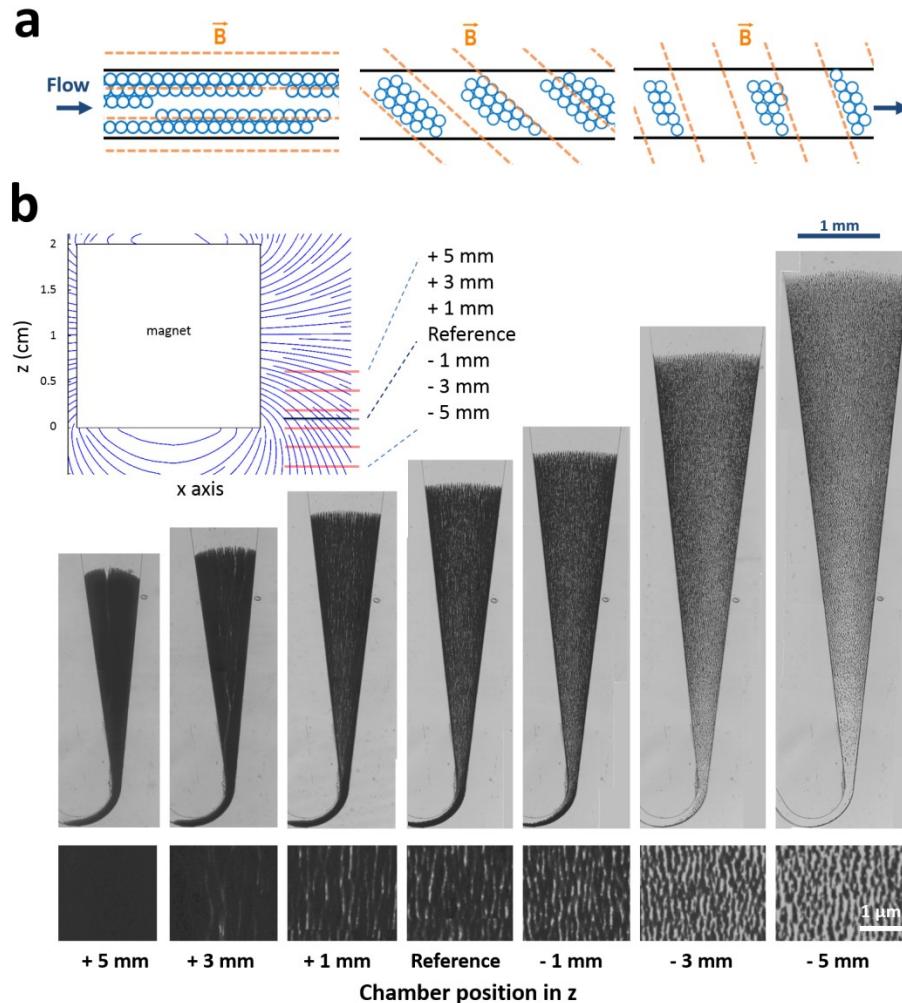 a
B
B
B
Flow
b
1 mm
2
1.5
1
0.5
0
z (cm)
magnet
x axis
+ 5 mm
+ 3 mm
+ 1 mm
Reference
- 1 mm
- 3 mm
- 5 mm
1 µm
+ 5 mm
+ 3 mm
+ 1 mm
Reference
- 1 mm
- 3 mm
- 5 mm
Chamber position in z